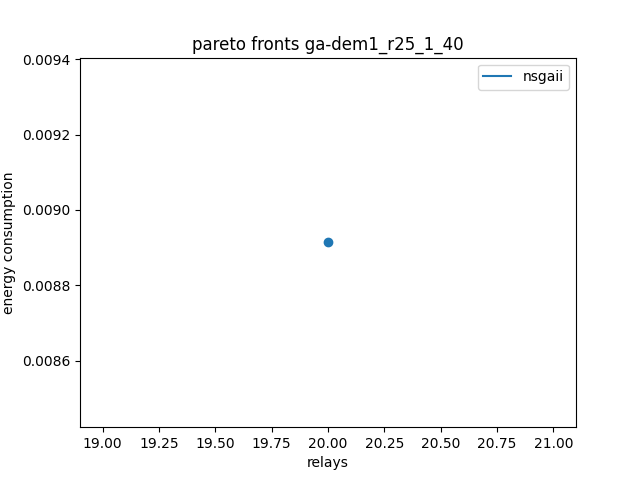 pareto fronts ga-dem1_r25_1_40
nsgaii
0.0094
0.0092
0.0090
0.0088
0.0086
energy consumption
19.00 19.25 19.50 19.75 20.00 20.25 20.50 20.75 21.00
relays